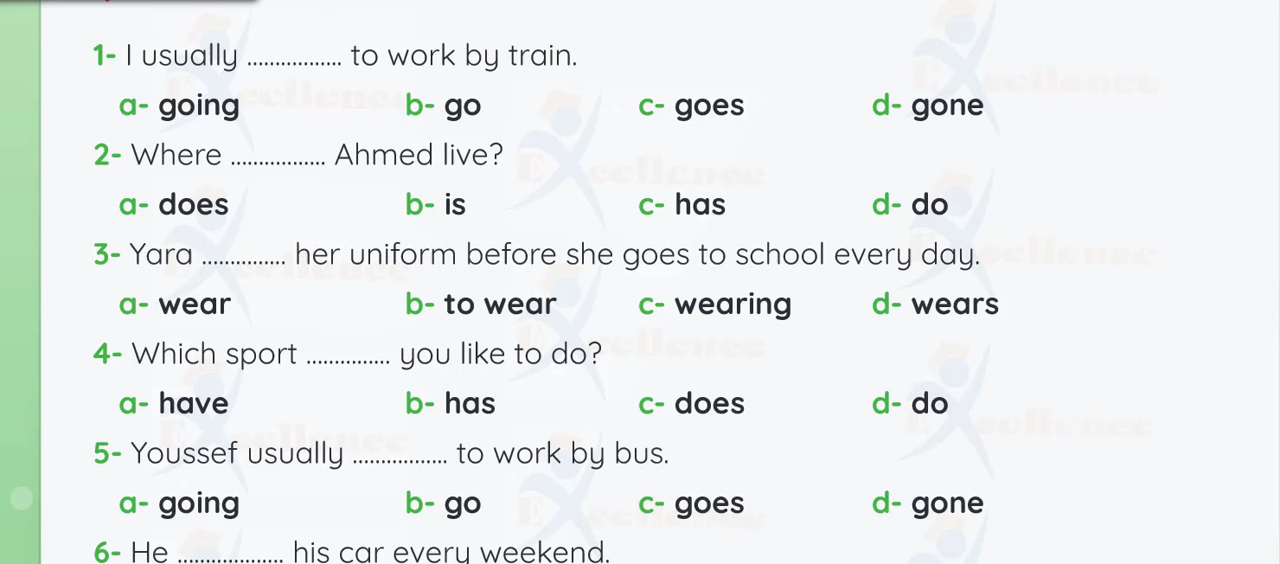 1- I usually ................. to work by train.
a- going b- go c- goes d- gone
2- Where ................. Ahmed live?
a- does b- is c- has d- do
3- Yara ............... her uniform before she goes to school every day.
a- wear b- to wear c- wearing d- wears
4- Which sport ............... you like to do?
a- have b- has c- does d- do
5- Youssef usually ................. to work by bus.
a- going b- go c- goes d- gone
6- He ................... his car every weekend.